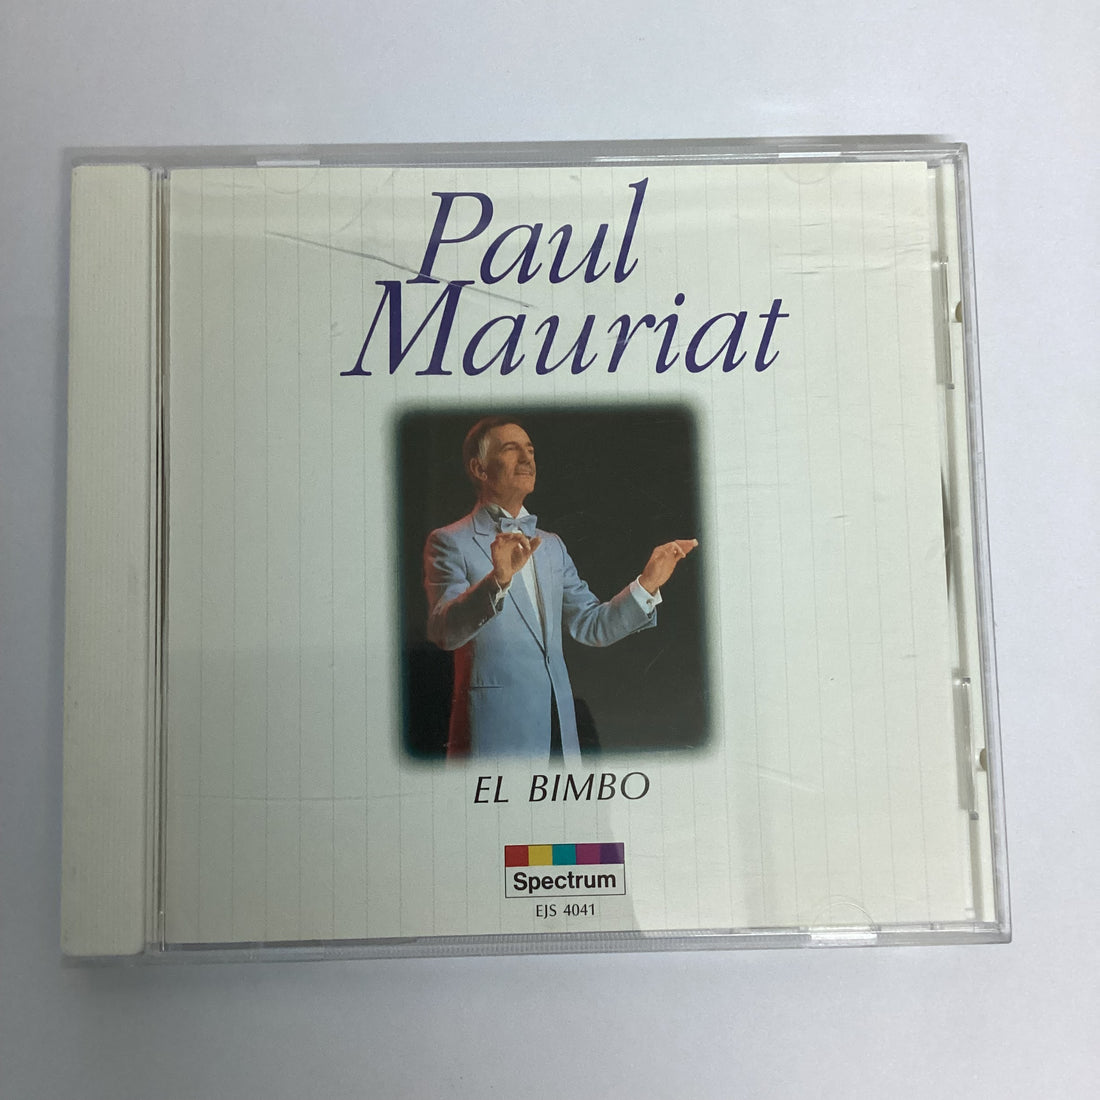 Paul
Mauriat
EL BIMBO
Spectrum
EJS 4041